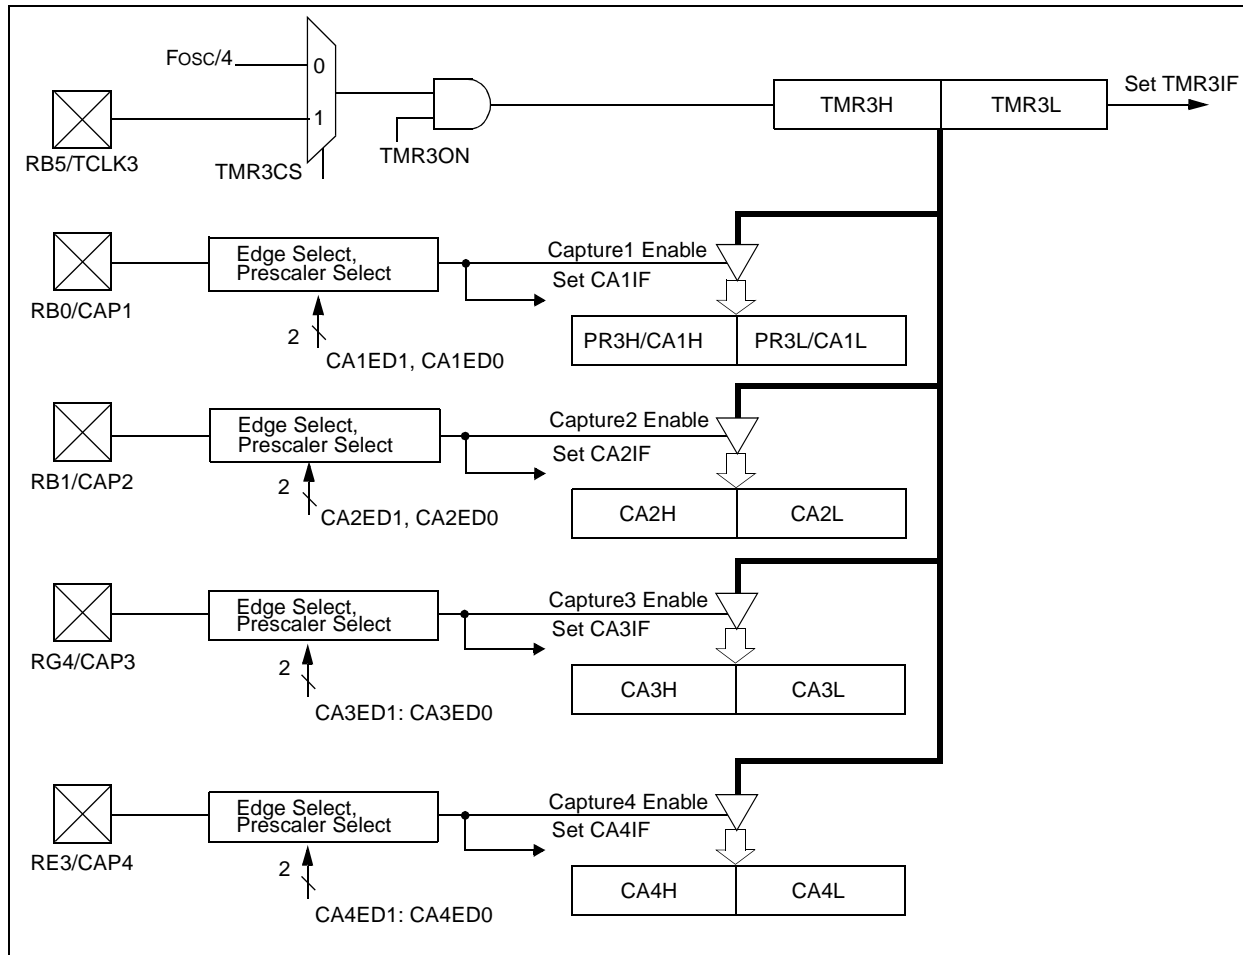 FOSC/4
0
1
RB5/TCLK3
TMR3CS
TMR3ON
TMR3H
TMR3L
Set TMR3IF
RB0/CAP1
Edge Select,
Prescaler Select
2
CA1ED1, CA1ED0
Capture1 Enable
Set CA1IF
PR3H/CA1H
PR3L/CA1L
RB1/CAP2
Edge Select,
Prescaler Select
2
CA2ED1, CA2ED0
Capture2 Enable
Set CA2IF
CA2H
CA2L
RG4/CAP3
Edge Select,
Prescaler Select
2
CA3ED1: CA3ED0
Capture3 Enable
Set CA3IF
CA3H
CA3L
RE3/CAP4
Edge Select,
Prescaler Select
2
CA4ED1: CA4ED0
Capture4 Enable
Set CA4IF
CA4H
CA4L